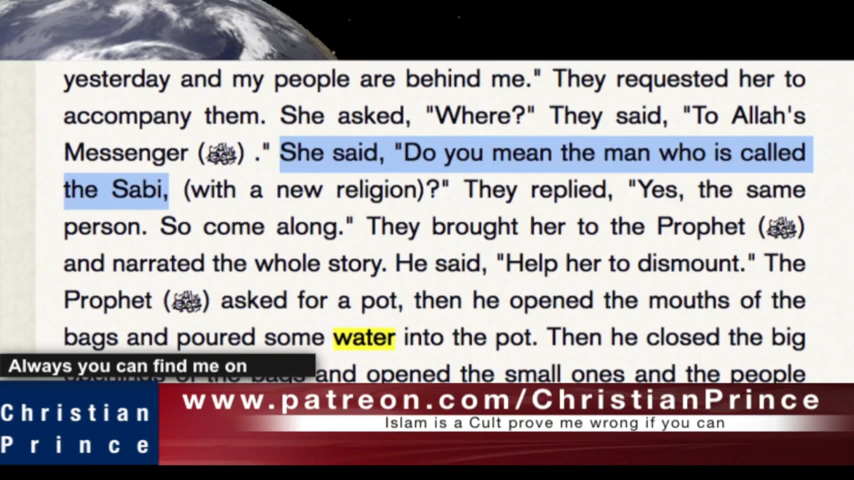 yesterday and my people are behind me." They requested her to
accompany them. She asked, "Where?" They said, "To Allah's
Messenger (ﷺ) ." She said, "Do you mean the man who is called
the Sabi, (with a new religion)?" They replied, "Yes, the same
person. So come along." They brought her to the Prophet (ﷺ)
and narrated the whole story. He said, "Help her to dismount." The
Prophet (ﷺ) asked for a pot, then he opened the mouths of the
bags and poured some water into the pot. Then he closed the big
openings of the bags and opened the small ones and the people
Always you can find me on
Christian
Prince
www.patreon.com/ChristianPrince
Islam is a Cult prove me wrong if you can